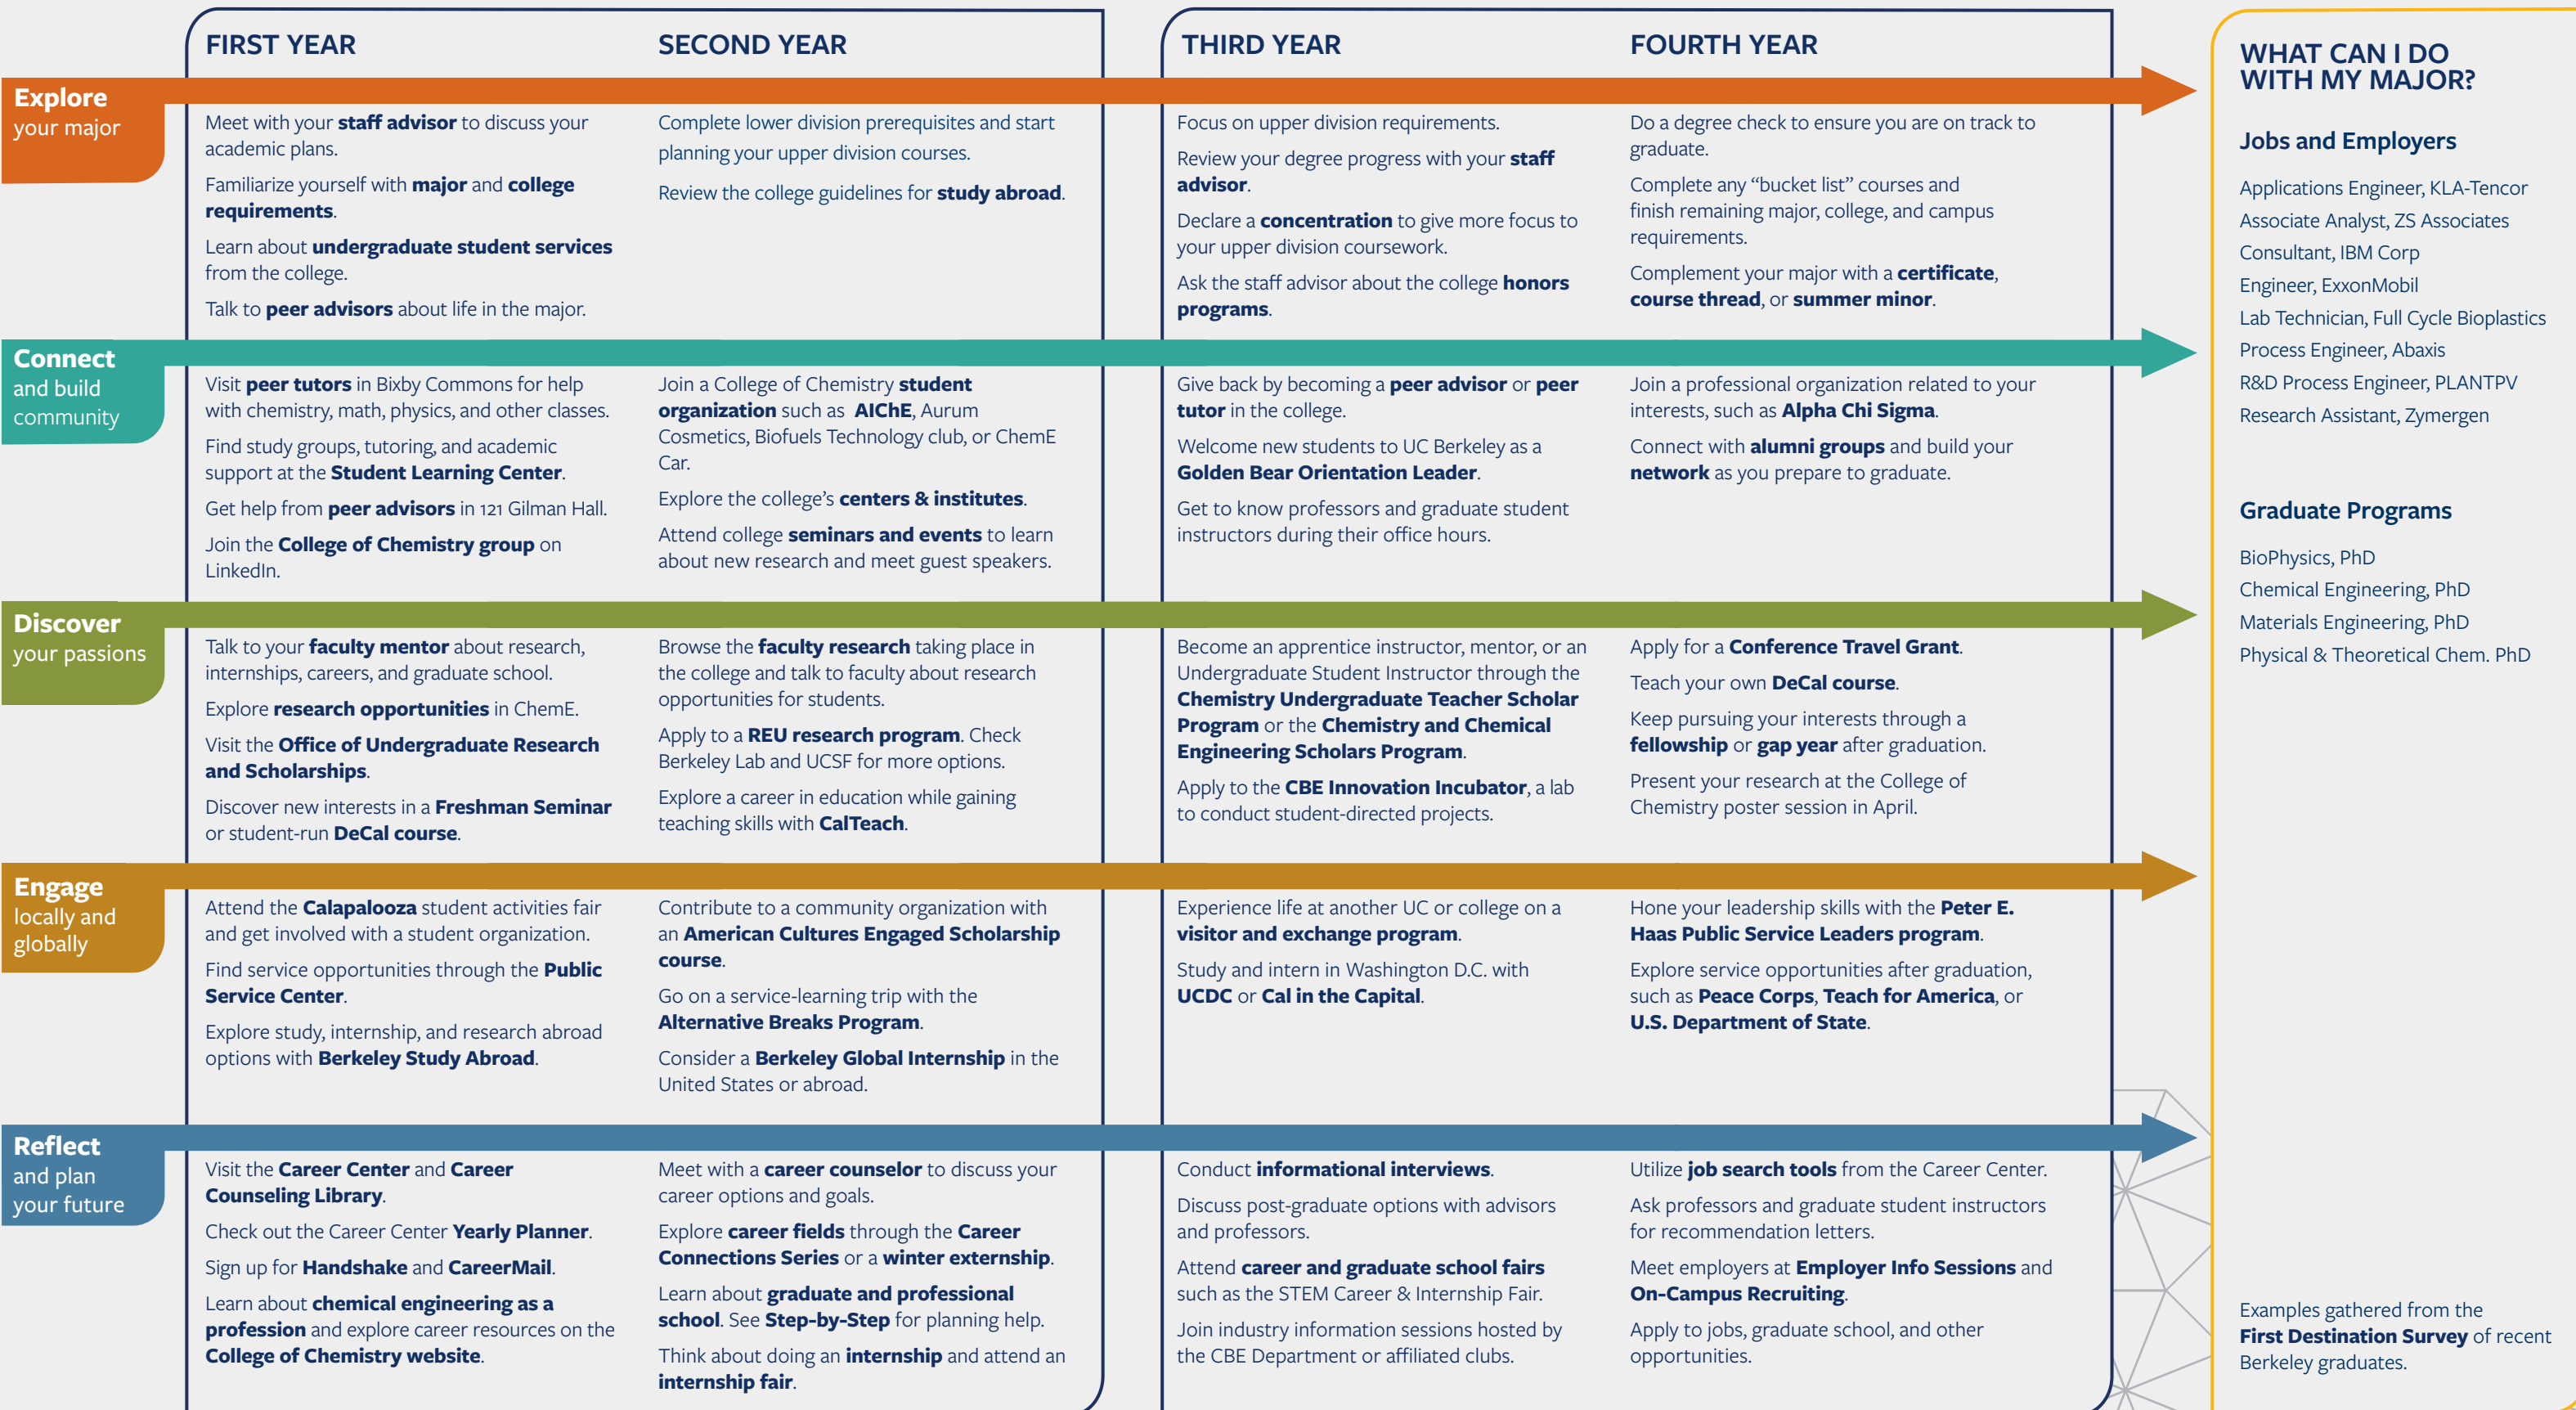 FIRST YEAR
SECOND YEAR
THIRD YEAR
FOURTH YEAR
Explore
your major
Meet with your staff advisor to discuss your
academic plans.
Familiarize yourself with major and college
requirements.
Learn about undergraduate student services
from the college.
Talk to peer advisors about life in the major.
Complete lower division prerequisites and start
planning your upper division courses.
Review the college guidelines for study abroad.
Focus on upper division requirements.
Review your degree progress with your staff
advisor.
Declare a concentration to give more focus to
your upper division coursework.
Ask the staff advisor about the college honors
programs.
Do a degree check to ensure you are on track to
graduate.
Complete any “bucket list” courses and
finish remaining major, college, and campus
requirements.
Complement your major with a certificate,
course thread, or summer minor.
Connect
and build
community
Visit peer tutors in Bixby Commons for help
with chemistry, math, physics, and other classes.
Find study groups, tutoring, and academic
support at the Student Learning Center.
Get help from peer advisors in 121 Gilman Hall.
Join the College of Chemistry group on
LinkedIn.
Join a College of Chemistry student
organization such as AIChE, Aurum
Cosmetics, Biofuels Technology club, or ChemE
Car.
Explore the college’s centers & institutes.
Attend college seminars and events to learn
about new research and meet guest speakers.
Give back by becoming a peer advisor or peer
tutor in the college.
Welcome new students to UC Berkeley as a
Golden Bear Orientation Leader.
Get to know professors and graduate student
instructors during their office hours.
Join a professional organization related to your
interests, such as Alpha Chi Sigma.
Connect with alumni groups and build your
network as you prepare to graduate.
Discover
your passions
Talk to your faculty mentor about research,
internships, careers, and graduate school.
Explore research opportunities in ChemE.
Visit the Office of Undergraduate Research
and Scholarships.
Discover new interests in a Freshman Seminar
or student-run DeCal course.
Browse the faculty research taking place in
the college and talk to faculty about research
opportunities for students.
Apply to a REU research program. Check
Berkeley Lab and UCSF for more options.
Explore a career in education while gaining
teaching skills with CalTeach.
Become an apprentice instructor, mentor, or an
Undergraduate Student Instructor through the
Chemistry Undergraduate Teacher Scholar
Program or the Chemistry and Chemical
Engineering Scholars Program.
Apply to the CBE Innovation Incubator, a lab
to conduct student-directed projects.
Apply for a Conference Travel Grant.
Teach your own DeCal course.
Keep pursuing your interests through a
fellowship or gap year after graduation.
Present your research at the College of
Chemistry poster session in April.
Engage
locally and
globally
Attend the Calapalooza student activities fair
and get involved with a student organization.
Find service opportunities through the Public
Service Center.
Explore study, internship, and research abroad
options with Berkeley Study Abroad.
Contribute to a community organization with
an American Cultures Engaged Scholarship
course.
Go on a service-learning trip with the
Alternative Breaks Program.
Consider a Berkeley Global Internship in the
United States or abroad.
Experience life at another UC or college on a
visitor and exchange program.
Study and intern in Washington D.C. with
UCDC or Cal in the Capital.
Hone your leadership skills with the Peter E.
Haas Public Service Leaders program.
Explore service opportunities after graduation,
such as Peace Corps, Teach for America, or
U.S. Department of State.
Reflect
and plan
your future
Visit the Career Center and Career
Counseling Library.
Check out the Career Center Yearly Planner.
Sign up for Handshake and CareerMail.
Learn about chemical engineering as a
profession and explore career resources on the
College of Chemistry website.
Meet with a career counselor to discuss your
career options and goals.
Explore career fields through the Career
Connections Series or a winter externship.
Learn about graduate and professional
school. See Step-by-Step for planning help.
Think about doing an internship and attend an
internship fair.
Conduct informational interviews.
Discuss post-graduate options with advisors
and professors.
Attend career and graduate school fairs
such as the STEM Career & Internship Fair.
Join industry information sessions hosted by
the CBE Department or affiliated clubs.
Utilize job search tools from the Career Center.
Ask professors and graduate student instructors
for recommendation letters.
Meet employers at Employer Info Sessions and
On-Campus Recruiting.
Apply to jobs, graduate school, and other
opportunities.
WHAT CAN I DO
WITH MY MAJOR?
Jobs and Employers
Applications Engineer, KLA-Tencor
Associate Analyst, ZS Associates
Consultant, IBM Corp
Engineer, ExxonMobil
Lab Technician, Full Cycle Bioplastics
Process Engineer, Abaxis
R&D Process Engineer, PLANTPV
Research Assistant, Zymergen
Graduate Programs
BioPhysics, PhD
Chemical Engineering, PhD
Materials Engineering, PhD
Physical & Theoretical Chem. PhD
Examples gathered from the
First Destination Survey of recent
Berkeley graduates.